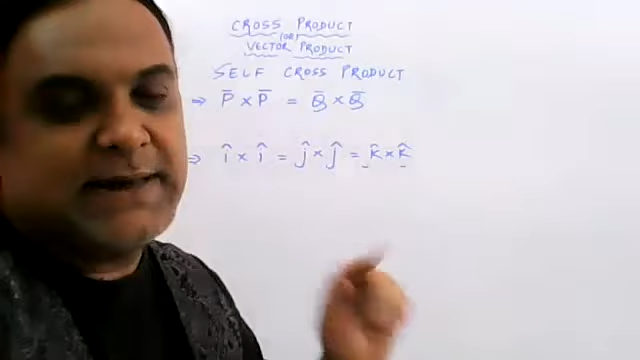 CROSS PRODUCT
(or)
VECTOR PRODUCT
SELF CROSS PRODUCT
⇒ P̄ × P̄ = Q̄ × Q̄
⇒ î × î = ĵ × ĵ = k̂ × k̂